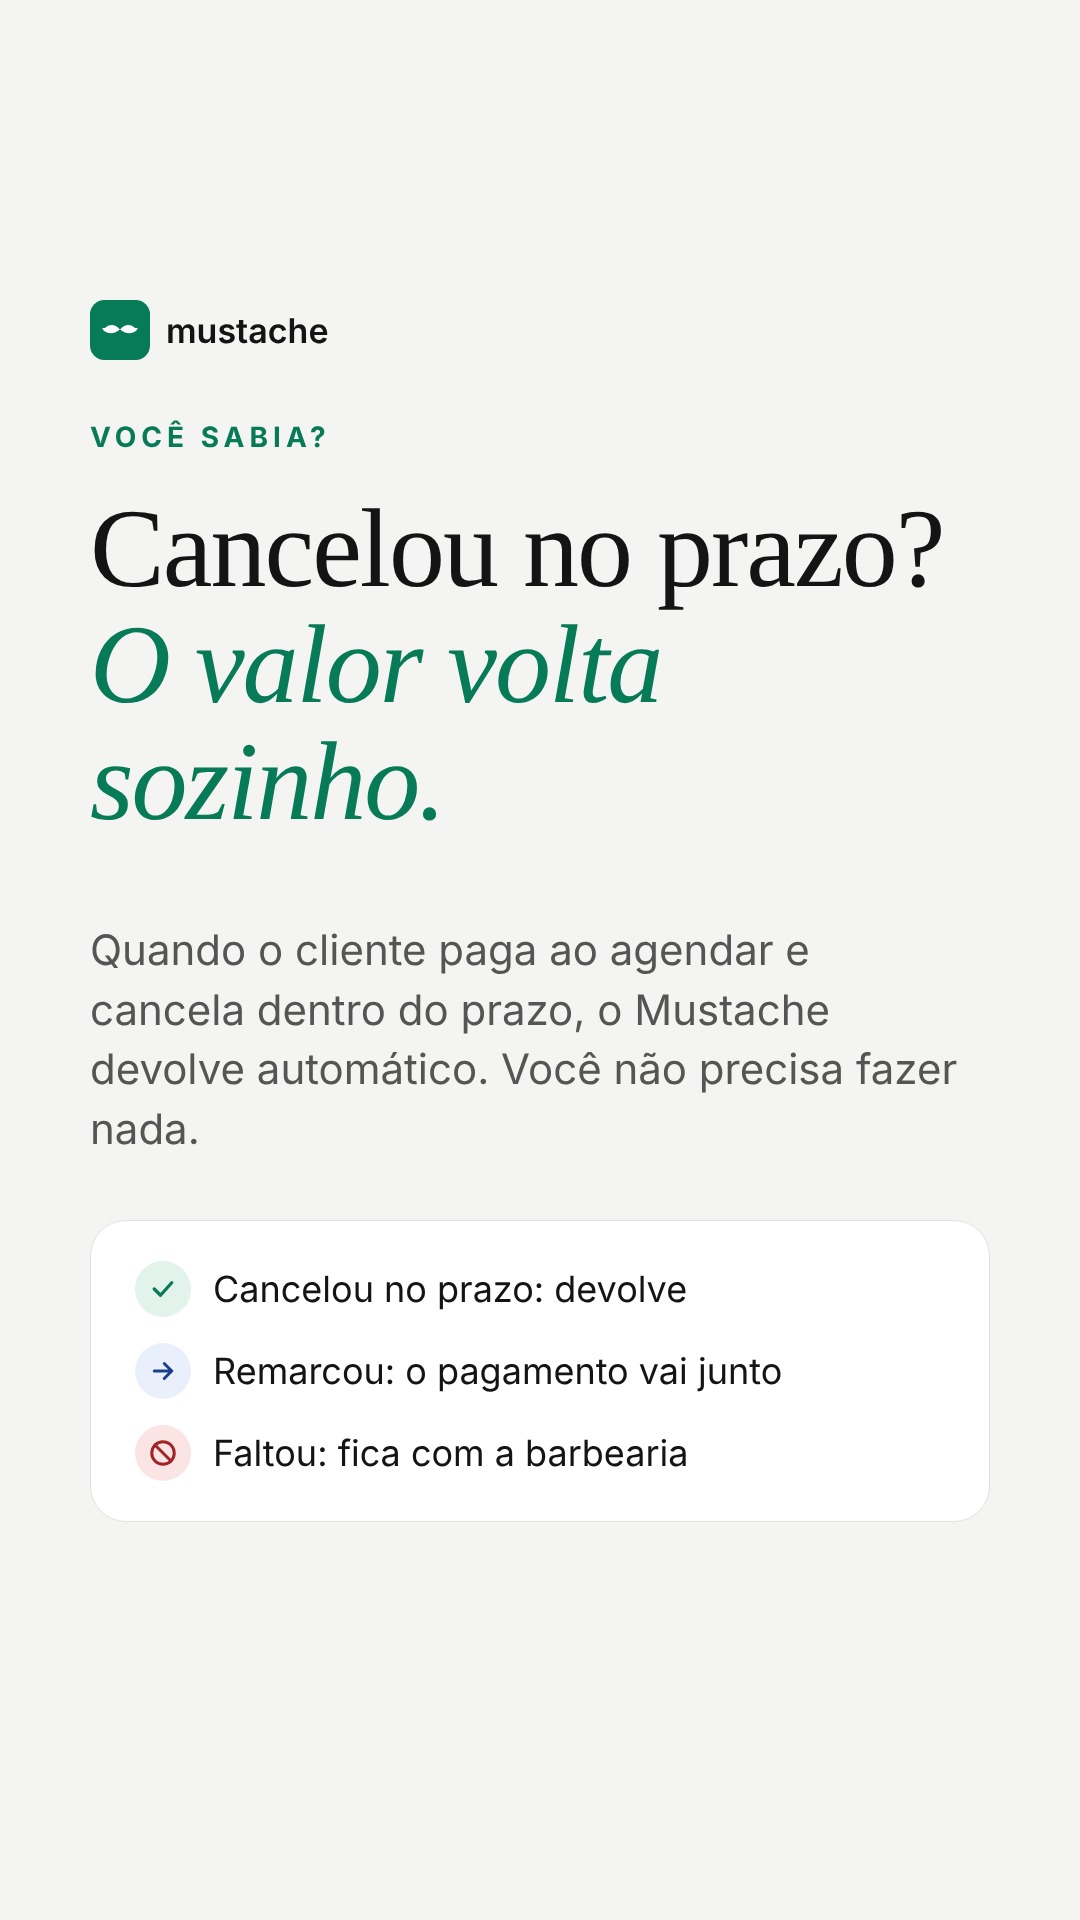 mustache
VOCÊ SABIA?
Cancelou no prazo?
O valor volta
sozinho.
Quando o cliente paga ao agendar e
cancela dentro do prazo, o Mustache
devolve automático. Você não precisa fazer
nada.
Cancelou no prazo: devolve
Remarcou: o pagamento vai junto
Faltou: fica com a barbearia